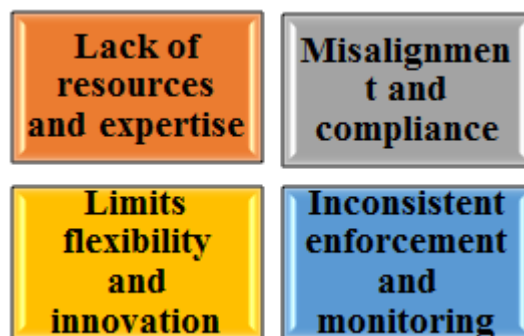 Lack of
resources
and expertise
Misalignmen
t and
compliance
Limits
flexibility
and
innovation
Inconsistent
enforcement
and
monitoring